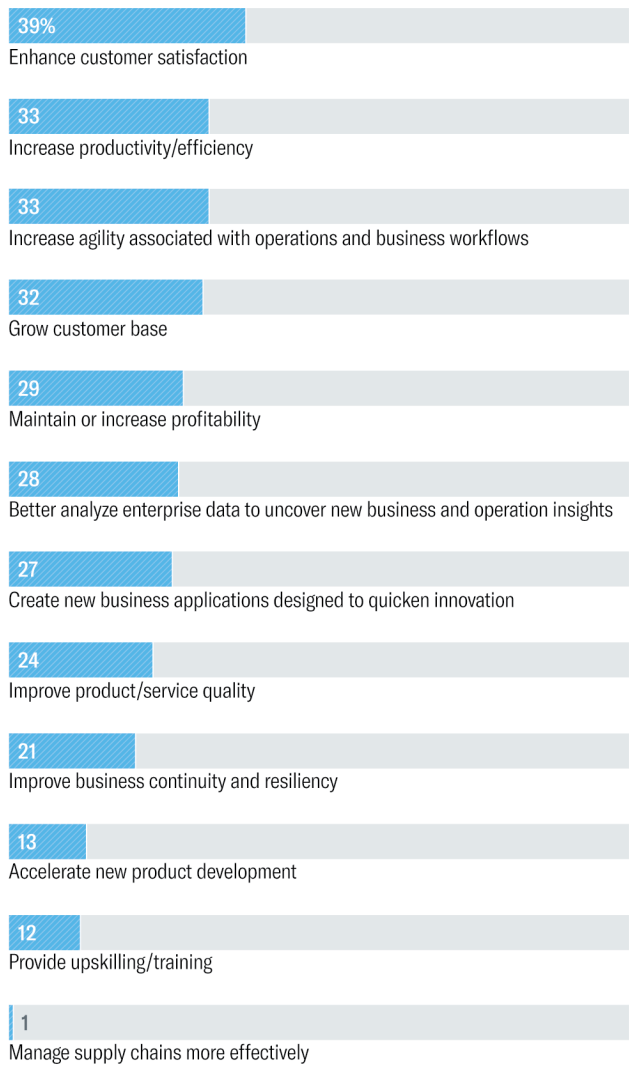 39%
Enhance customer satisfaction
33
Increase productivity/efficiency
33
Increase agility associated with operations and business workflows
32
Grow customer base
29
Maintain or increase profitability
28
Better analyze enterprise data to uncover new business and operation insights
27
Create new business applications designed to quicken innovation
24
Improve product/service quality
21
Improve business continuity and resiliency
13
Accelerate new product development
12
Provide upskilling/training
1
Manage supply chains more effectively